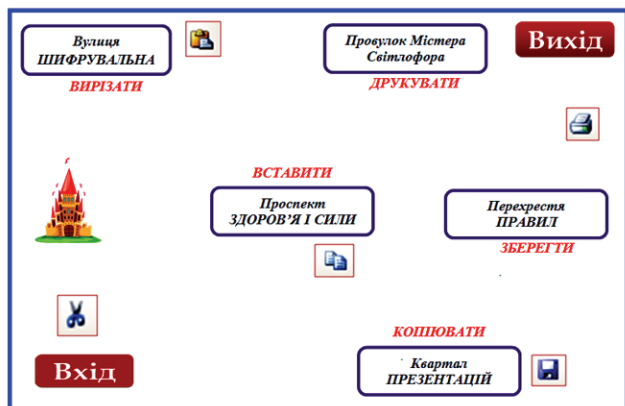 Вулиця
ШИФРУВАЛЬНА
ВИРІЗАТИ
Провулок Містера
Світлофора
ДРУКУВАТИ
Вихід
ВСТАВИТИ
Проспект
ЗДОРОВ’Я І СИЛИ
Перехрестя
ПРАВИЛ
ЗБЕРЕГТИ
КОПІЮВАТИ
Квартал
ПРЕЗЕНТАЦІЙ
Вхід